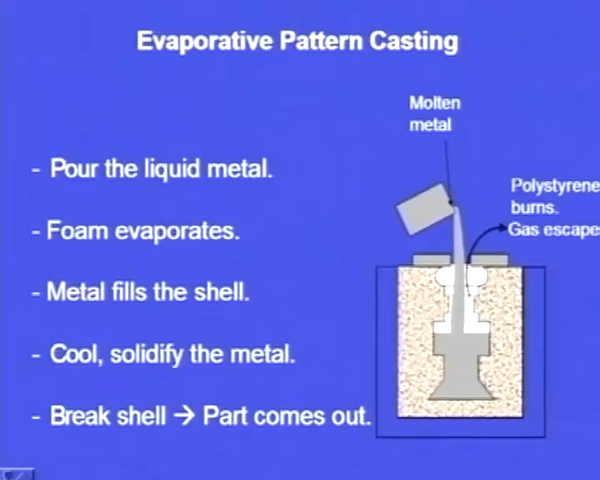 Evaporative Pattern Casting
Molten
metal
- Pour the liquid metal.
Polystyrene
burns.
Gas escape
- Foam evaporates.
- Metal fills the shell.
- Cool, solidify the metal.
- Break shell → Part comes out.